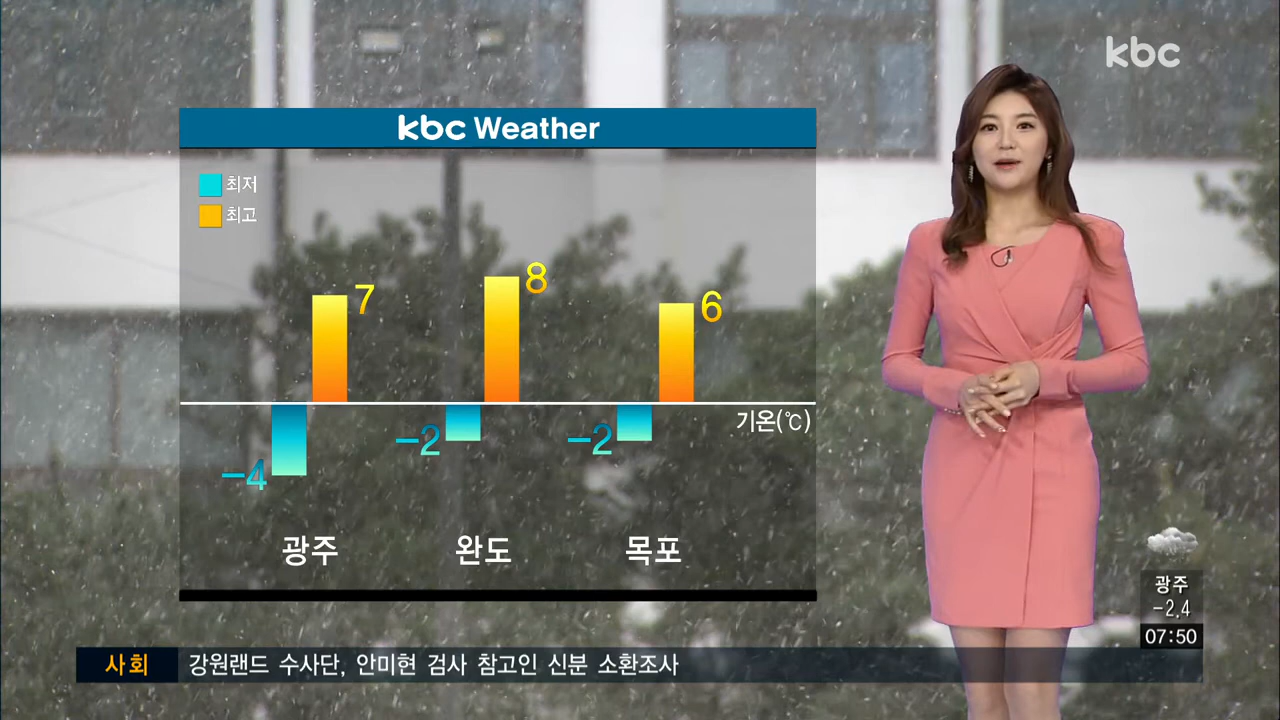 kbc
kbc Weather
최저
최고
7
8
6
기온(℃)
-4
-2
-2
광주
완도
목포
광주
-2.4
07:50
사회
강원랜드 수사단, 안미현 검사 참고인 신분 소환조사